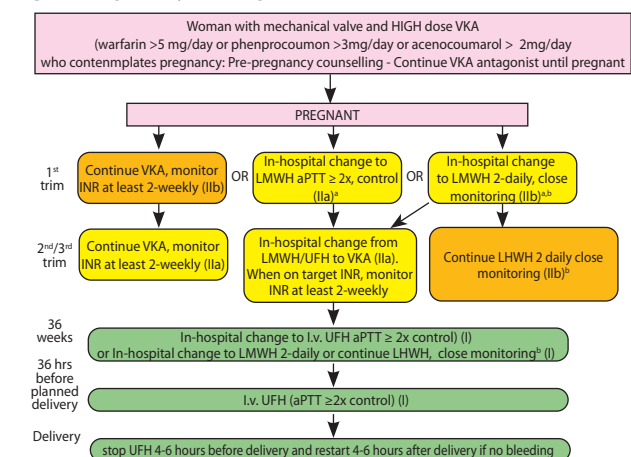 Woman with mechanical valve and HIGH dose VKA
(warfarin >5 mg/day or phenprocoumon >3mg/day or acenocoumarol > 2mg/day
who contenmplates pregnancy: Pre-pregnancy counselling - Continue VKA antagonist until pregnant
PREGNANT
1st
trim
Continue VKA, monitor
INR at least 2-weekly (IIb)
OR
In-hospital change to
LMWH aPTT ≥ 2x, control
(IIa)a
OR
In-hospital change
to LMWH 2-daily, close
monitoring (IIb)a,b
2nd/3rd
trim
Continue VKA, monitor
INR at least 2-weekly (IIa)
In-hospital change from
LMWH/UFH to VKA (IIa).
When on target INR, monitor
INR at least 2-weekly
Continue LHWH 2 daily close
monitoring (IIb)b
36
weeks
In-hospital change to I.v. UFH aPTT ≥ 2x control) (I)
or In-hospital change to LMWH 2-daily or continue LHWH, close monitoringb (I)
36 hrs
before
planned
delivery
I.v. UFH (aPTT ≥2x control) (I)
Delivery
stop UFH 4-6 hours before delivery and restart 4-6 hours after delivery if no bleeding